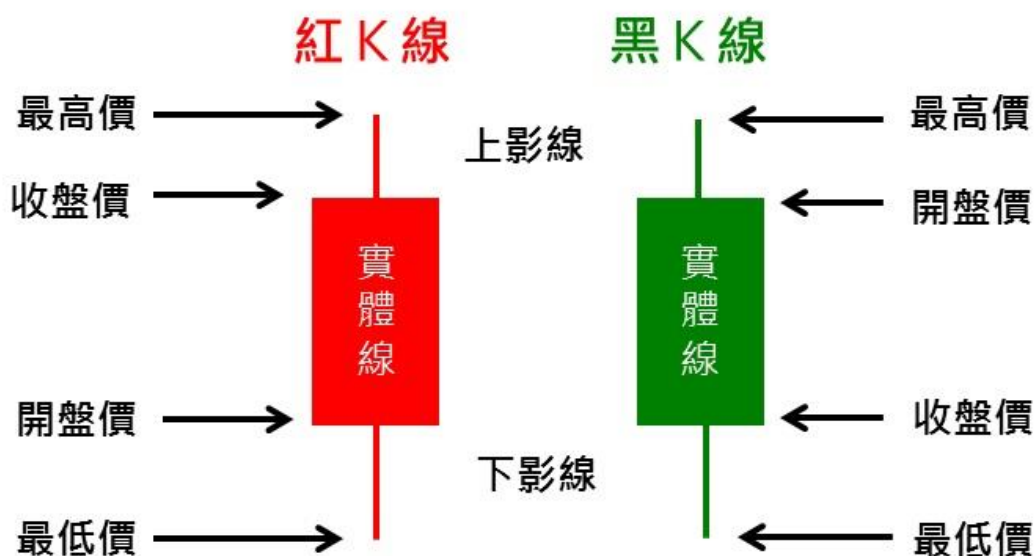 紅K線
黑K線
最高價
最高價
上影線
收盤價
開盤價
實體線
實體線
開盤價
收盤價
下影線
最低價
最低價